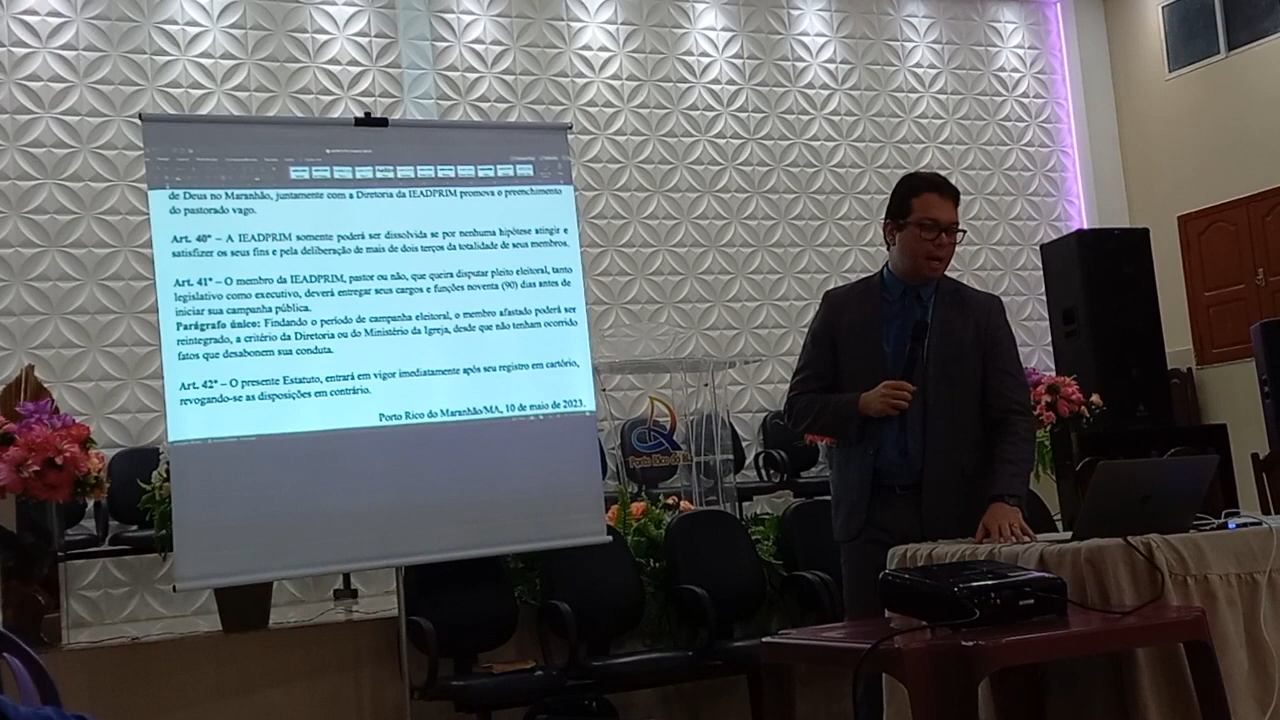 de Deus no Maranhão, juntamente com a Diretoria da IEADPRIM promova o preenchimento
do pastorado vago.
Art. 40º – A IEADPRIM somente poderá ser dissolvida se por nenhuma hipótese atingir e
satisfizer os seus fins e pela deliberação de mais de dois terços da totalidade de seus membros.
Art. 41º – O membro da IEADPRIM, pastor ou não, que queira disputar pleito eleitoral, tanto
legislativo como executivo, deverá entregar seus cargos e funções noventa (90) dias antes de
iniciar sua campanha pública.
Parágrafo único: Findando o período de campanha eleitoral, o membro afastado poderá ser
reintegrado, a critério da Diretoria ou do Ministério da Igreja, desde que não tenham ocorrido
fatos que desabonem sua conduta.
Art. 42º – O presente Estatuto, entrará em vigor imediatamente após seu registro em cartório,
revogando-se as disposições em contrário.
Porto Rico do Maranhão/MA, 10 de maio de 2023.
Porto Rico do